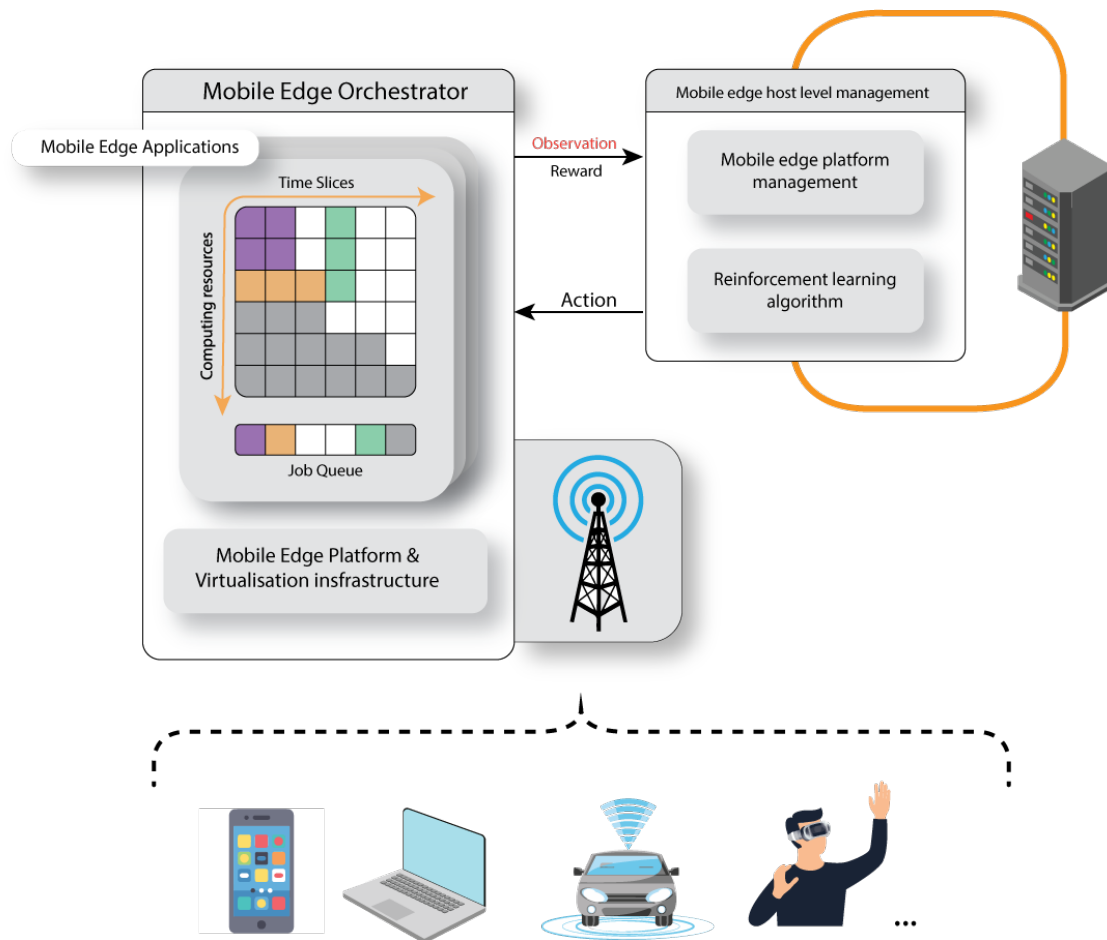 Mobile Edge Orchestrator
Mobile Edge Applications
Time Slices
Computing resources
Job Queue
Mobile Edge Platform &
Virtualisation insfrastructure
Observation
Reward
Action
Mobile edge host level management
Mobile edge platform
management
Reinforcement learning
algorithm
...